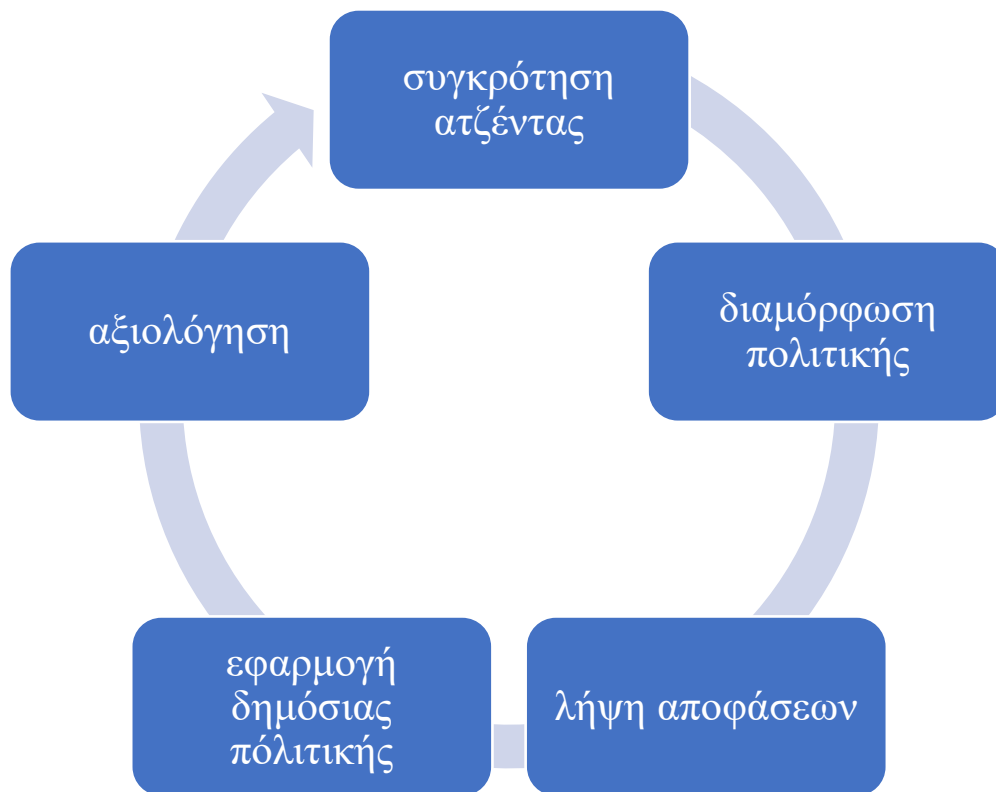 συγκρότηση
ατζέντας
διαμόρφωση
πολιτικής
λήψη αποφάσεων
εφαρμογή
δημόσιας
πόλιτικής
αξιολόγηση